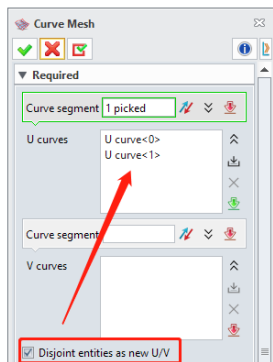 Curve Mesh
Required
Curve segment 1 picked
U curves U curve<0>
U curve<1>
Curve segment
V curves
Disjoint entities as new U/V